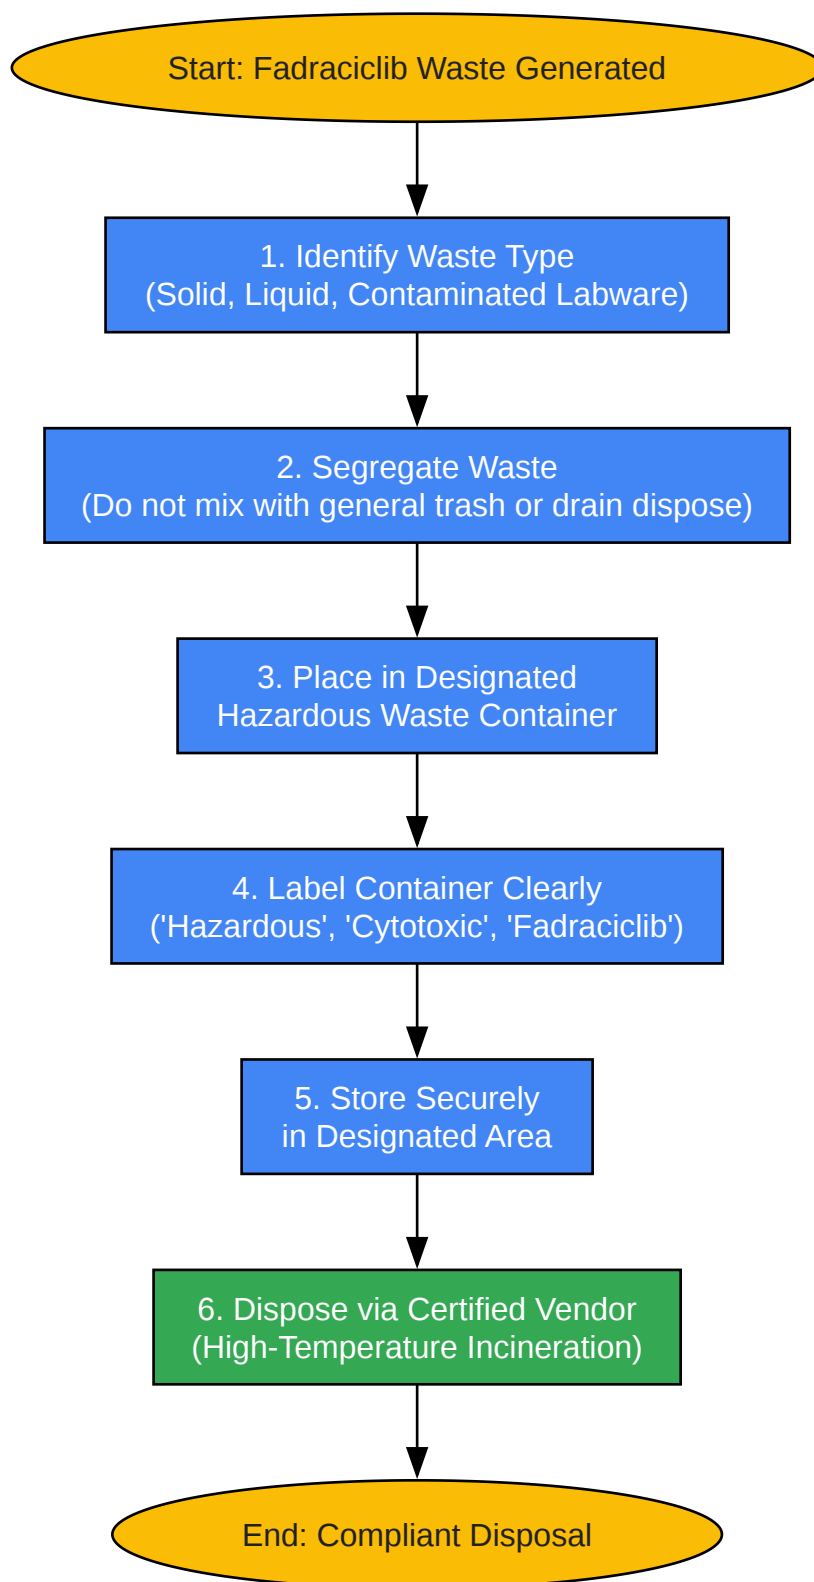 Start: Fadraciclib Waste Generated
1. Identify Waste Type
(Solid, Liquid, Contaminated Labware)
2. Segregate Waste
(Do not mix with general trash or drain dispose)
3. Place in Designated
Hazardous Waste Container
4. Label Container Clearly
('Hazardous', 'Cytotoxic', 'Fadraciclib')
5. Store Securely
in Designated Area
6. Dispose via Certified Vendor
(High-Temperature Incineration)
End: Compliant Disposal